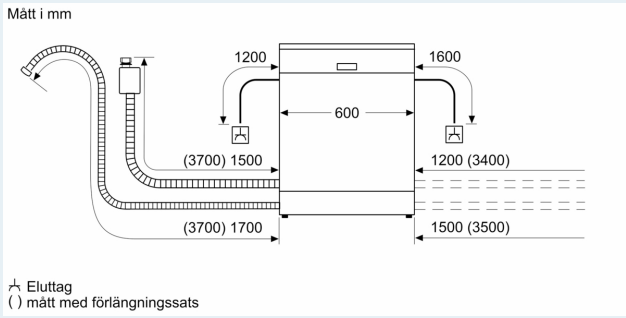 Mått i mm
1200
1600
600
(3700) 1500
1200 (3400)
(3700) 1700
1500 (3500)
Eluttag
( ) mått med förlängningssats